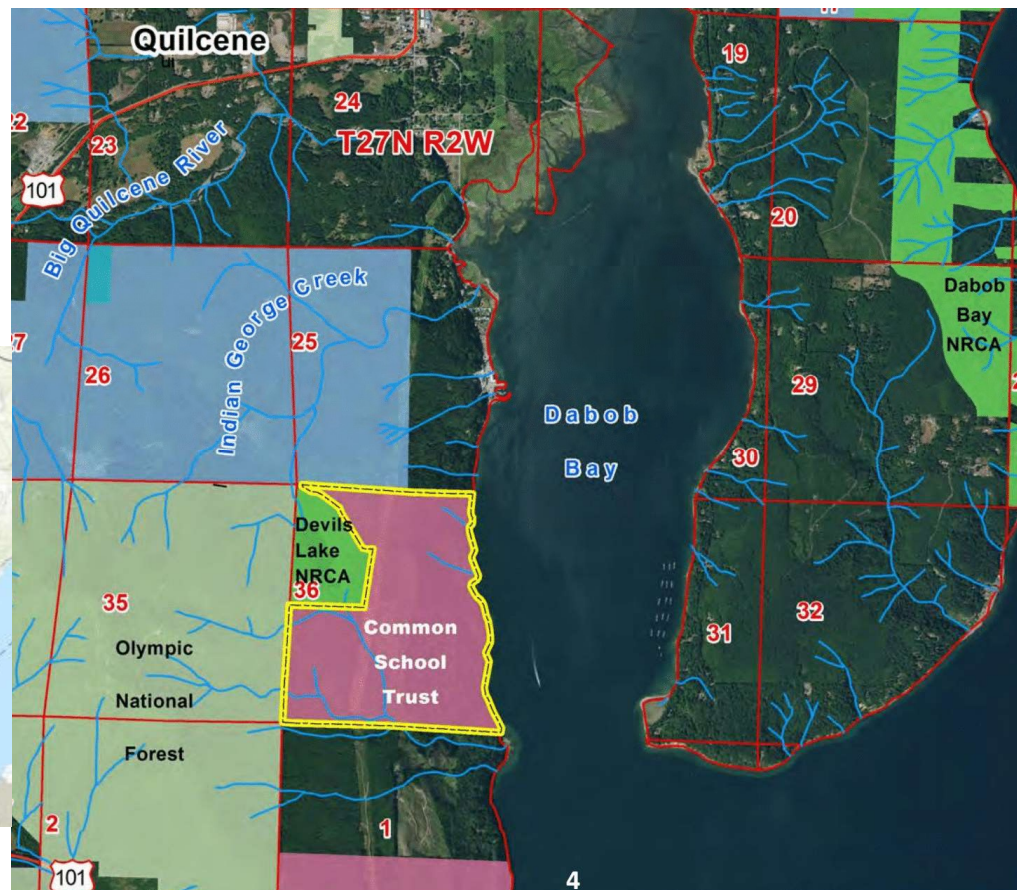 Quilcene
19
24
22
23
T27N R2W
101
Big Quilcene River
20
Indian George Creek
Dabob
Bay
NRCA
25
27
26
29
Dabob
Bay
30
Devils
Lake
NRCA
36
35
Common
School
Trust
31
32
Olympic
National
Forest
2
1
101
4